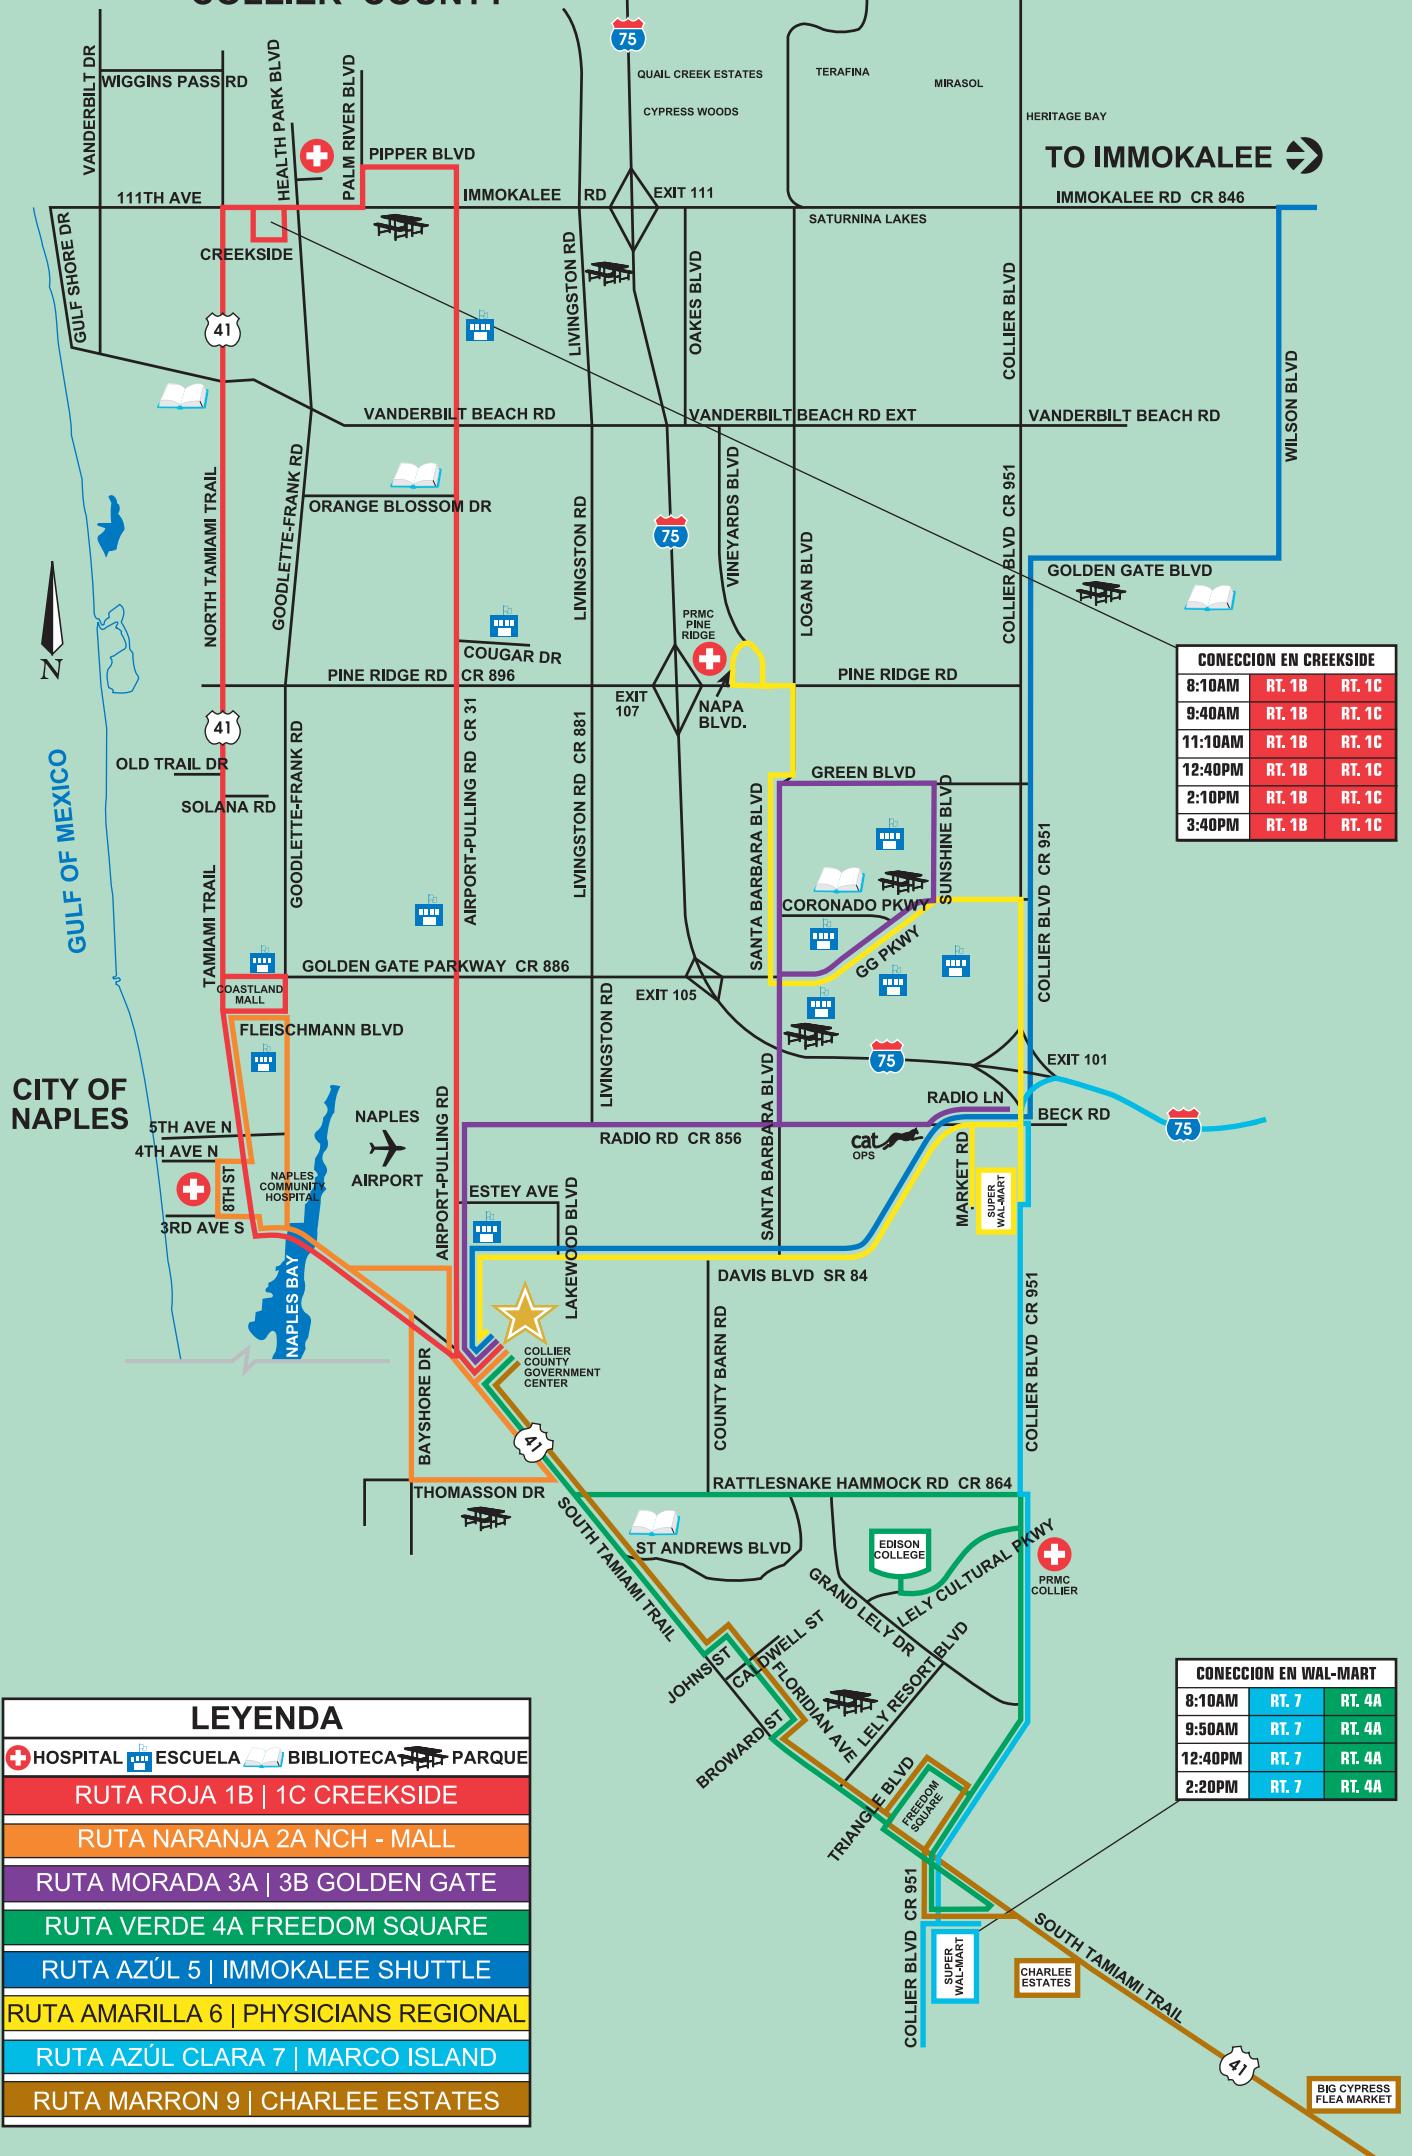 COLLIER COUNTY
VANDERBILT DR
WIGGINS PASS RD
HEALTH PARK BLVD
PALM RIVER BLVD
75
QUAIL CREEK ESTATES
CYPRESS WOODS
TERAFINA
MIRASOL
HERITAGE BAY
TO IMMOKALEE
PIPPER BLVD
111TH AVE
IMMOKALEE RD
EXIT 111
IMMOKALEE RD CR 846
SATURNINA LAKES
GULF SHORE DR
CREEKSIDE
LIVINGSTON RD
OAKES BLVD
COLLIER BLVD
41
WILSON BLVD
VANDERBILT BEACH RD
VANDERBILT BEACH RD EXT
VANDERBILT BEACH RD
NORTH TAMIAMI TRAIL
GOODLETTE-FRANK RD
ORANGE BLOSSOM DR
LIVINGSTON RD
75
VINEYARDS BLVD
LOGAN BLVD
COLLIER BLVD CR 951
GOLDEN GATE BLVD
N
COUGAR DR
PRMC
PINE
RIDGE
PINE RIDGE RD CR 896
PINE RIDGE RD
EXIT
107
NAPA
BLVD.
CONECCION EN CREEKSIDE
8:10AM RT. 1B RT. 1C
9:40AM RT. 1B RT. 1C
11:10AM RT. 1B RT. 1C
12:40PM RT. 1B RT. 1C
2:10PM RT. 1B RT. 1C
3:40PM RT. 1B RT. 1C
41
OLD TRAIL DR
SOLANA RD
GULF OF MEXICO
TAMIAMI TRAIL
GOODLETTE-FRANK RD
AIRPORT-PULLING RD CR 31
LIVINGSTON RD CR 881
SANTA BARBARA BLVD
GREEN BLVD
SUNSHINE BLVD
CORONADO PKWY
GG PKWY
COLLIER BLVD CR 951
GOLDEN GATE PARKWAY CR 886
COASTLAND
MALL
EXIT 105
FLEISCHMANN BLVD
LIVINGSTON RD
75
EXIT 101
CITY OF
NAPLES
5TH AVE N
4TH AVE N
8TH ST
3RD AVE S
NAPLES
COMMUNITY
HOSPITAL
NAPLES
AIRPORT
AIRPORT-PULLING RD
RADIO RD CR 856
SANTA BARBARA BLVD
cat
OPS
RADIO LN
BECK RD
75
MARKET RD
SUPER
WAL-MART
ESTEY AVE
LAKEWOOD BLVD
NAPLES BAY
DAVIS BLVD SR 84
COLLIER
COUNTY
GOVERNMENT
CENTER
BAYSHORE DR
COUNTY BARN RD
COLLIER BLVD CR 951
41
THOMASSON DR
RATTLESNAKE HAMMOCK RD CR 864
SOUTH TAMIAMI TRAIL
ST ANDREWS BLVD
EDISON
COLLEGE
LELY CULTURAL PKWY
PRMC
COLLIER
GRAND LELY DR
JOHNS ST
CALDWELL ST
FLORIDIAN AVE
LELY RESORT BLVD
BROWARD ST
TRIANGLE BLVD
FREEDOM
SQUARE
CONECCION EN WAL-MART
8:10AM RT. 7 RT. 4A
9:50AM RT. 7 RT. 4A
12:40PM RT. 7 RT. 4A
2:20PM RT. 7 RT. 4A
COLLIER BLVD CR 951
SUPER
WAL-MART
CHARLEE
ESTATES
SOUTH TAMIAMI TRAIL
41
BIG CYPRESS
FLEA MARKET
LEYENDA
HOSPITAL ESCUELA BIBLIOTECA PARQUE
RUTA ROJA 1B | 1C CREEKSIDE
RUTA NARANJA 2A NCH - MALL
RUTA MORADA 3A | 3B GOLDEN GATE
RUTA VERDE 4A FREEDOM SQUARE
RUTA AZÚL 5 | IMMOKALEE SHUTTLE
RUTA AMARILLA 6 | PHYSICIANS REGIONAL
RUTA AZÚL CLARA 7 | MARCO ISLAND
RUTA MARRON 9 | CHARLEE ESTATES